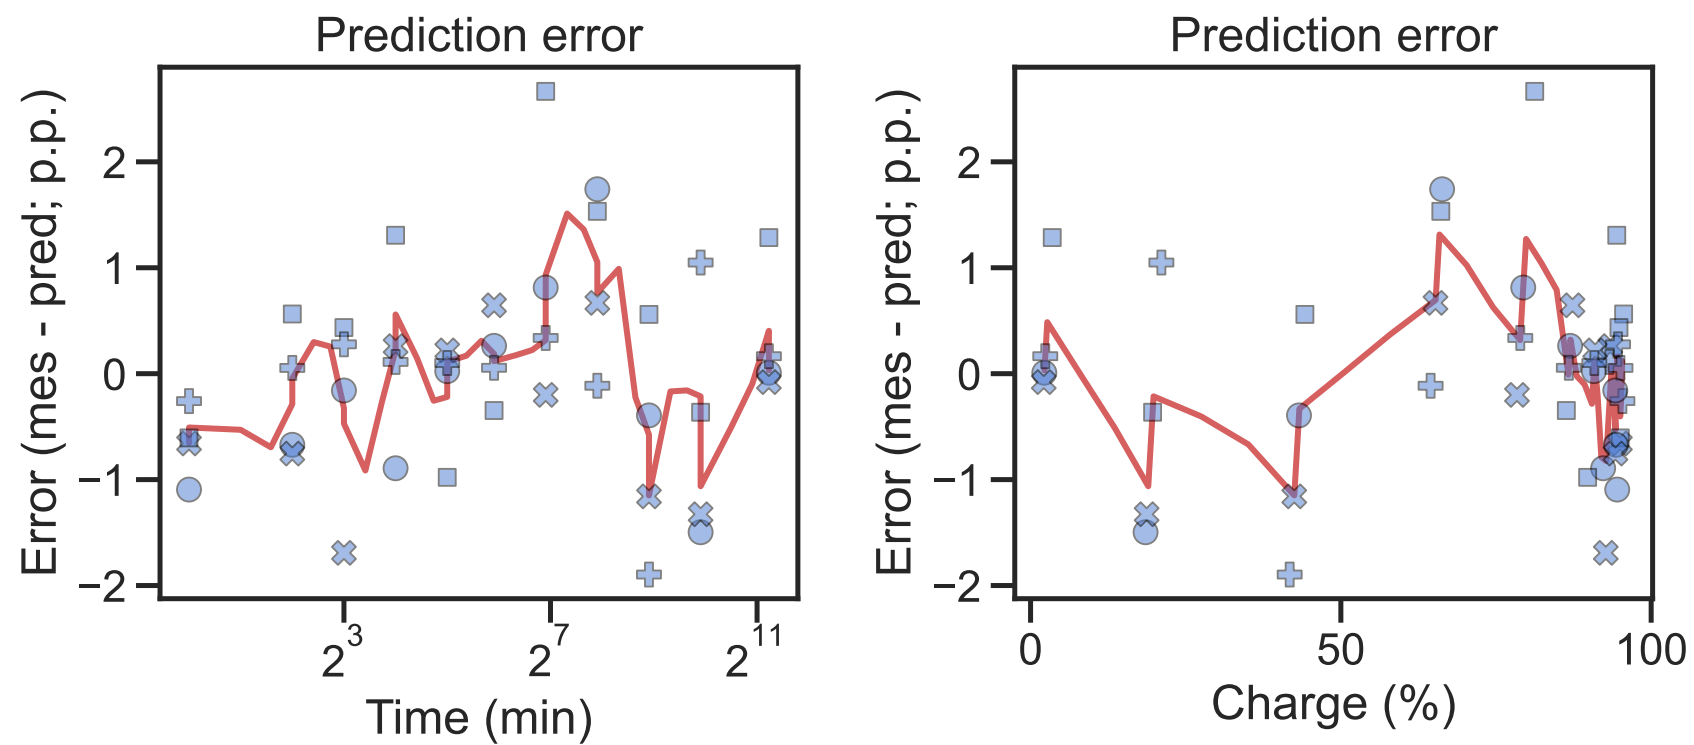 Prediction error
Error (mes - pred; p.p.)
2
1
0
−1
−2
2^3
2^7
2^11
Time (min)
Prediction error
Error (mes - pred; p.p.)
2
1
0
−1
−2
0
50
100
Charge (%)